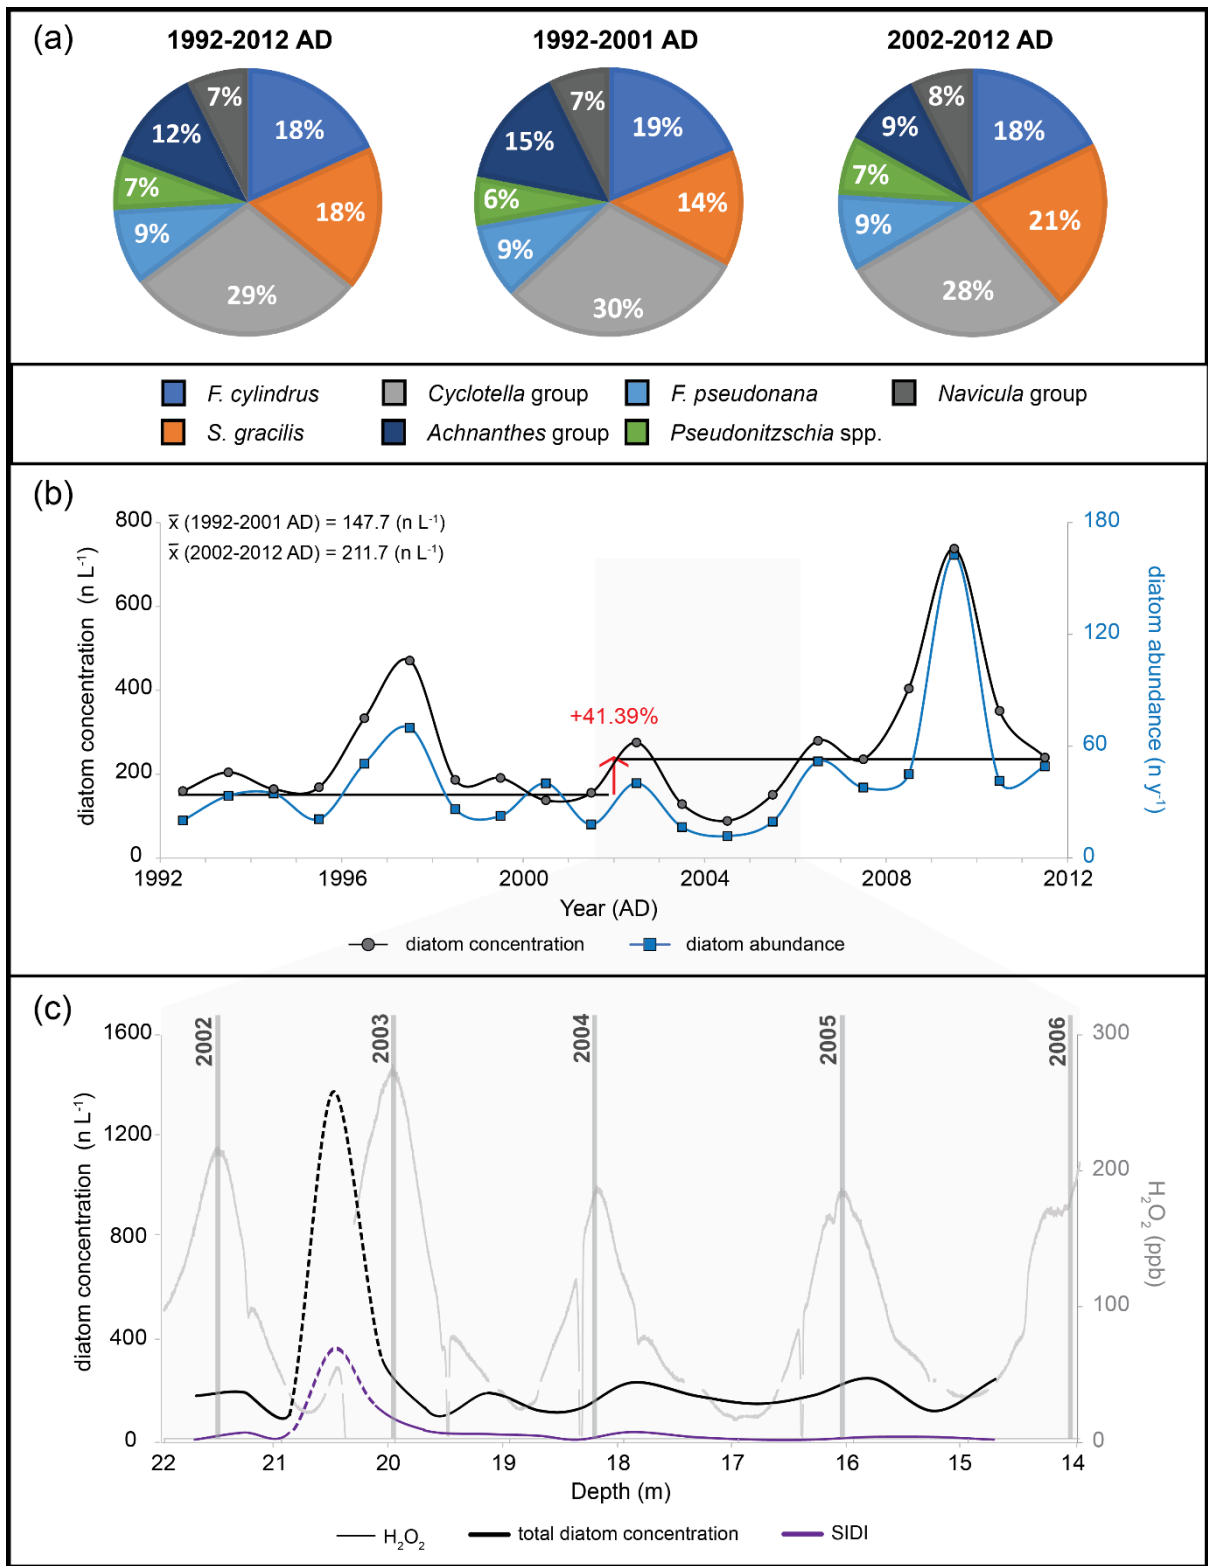 (a)
1992-2012 AD
1992-2001 AD
2002-2012 AD
7%
18%
12%
7%
18%
9%
29%
7%
19%
15%
6%
14%
9%
30%
8%
18%
9%
7%
21%
9%
28%
F. cylindrus
Cyclotella group
F. pseudonana
Navicula group
S. gracilis
Achnanthes group
Pseudonitzschia spp.
(b)
x̅ (1992-2001 AD) = 147.7 (n L⁻¹)
x̅ (2002-2012 AD) = 211.7 (n L⁻¹)
diatom concentration (n L⁻¹)
800
600
400
200
0
+41.39%
180
120
60
0
diatom abundance (n y⁻¹)
1992
1996
2000
2004
2008
2012
Year (AD)
diatom concentration
diatom abundance
(c)
diatom concentration (n L⁻¹)
1600
1200
800
400
0
2002
2003
2004
2005
2006
300
200
100
0
H₂O₂ (ppb)
22
21
20
19
18
17
16
15
14
Depth (m)
H₂O₂
total diatom concentration
SIDI